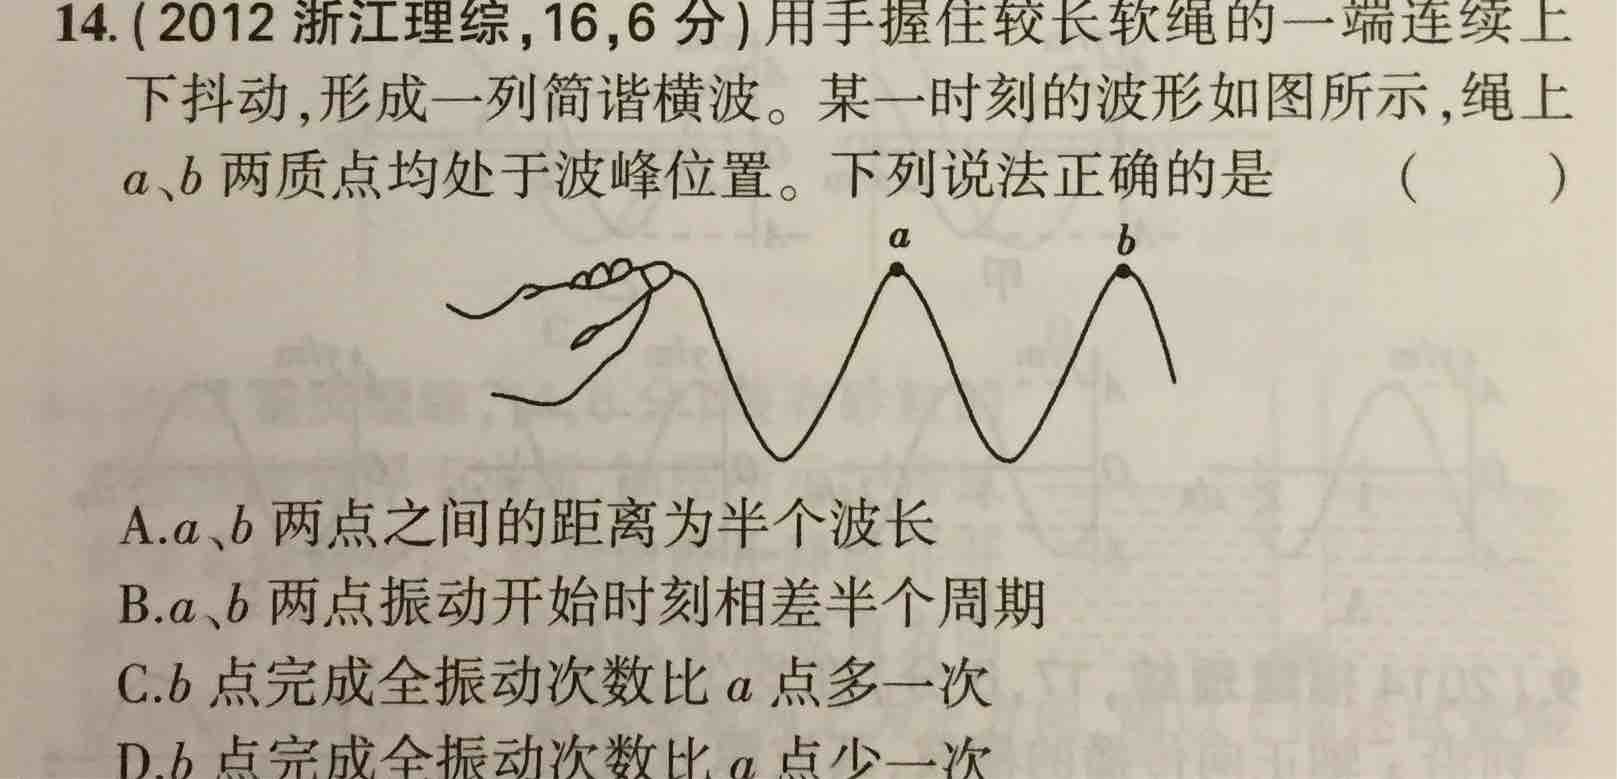 14. (2012 浙江理综,16,6 分)用手握住较长软绳的一端连续上
下抖动,形成一列简谐横波。某一时刻的波形如图所示,绳上
a、b 两质点均处于波峰位置。下列说法正确的是 ( )
a b
A.a、b 两点之间的距离为半个波长
B.a、b 两点振动开始时刻相差半个周期
C.b 点完成全振动次数比 a 点多一次
D.b 点完成全振动次数比 a 点少一次